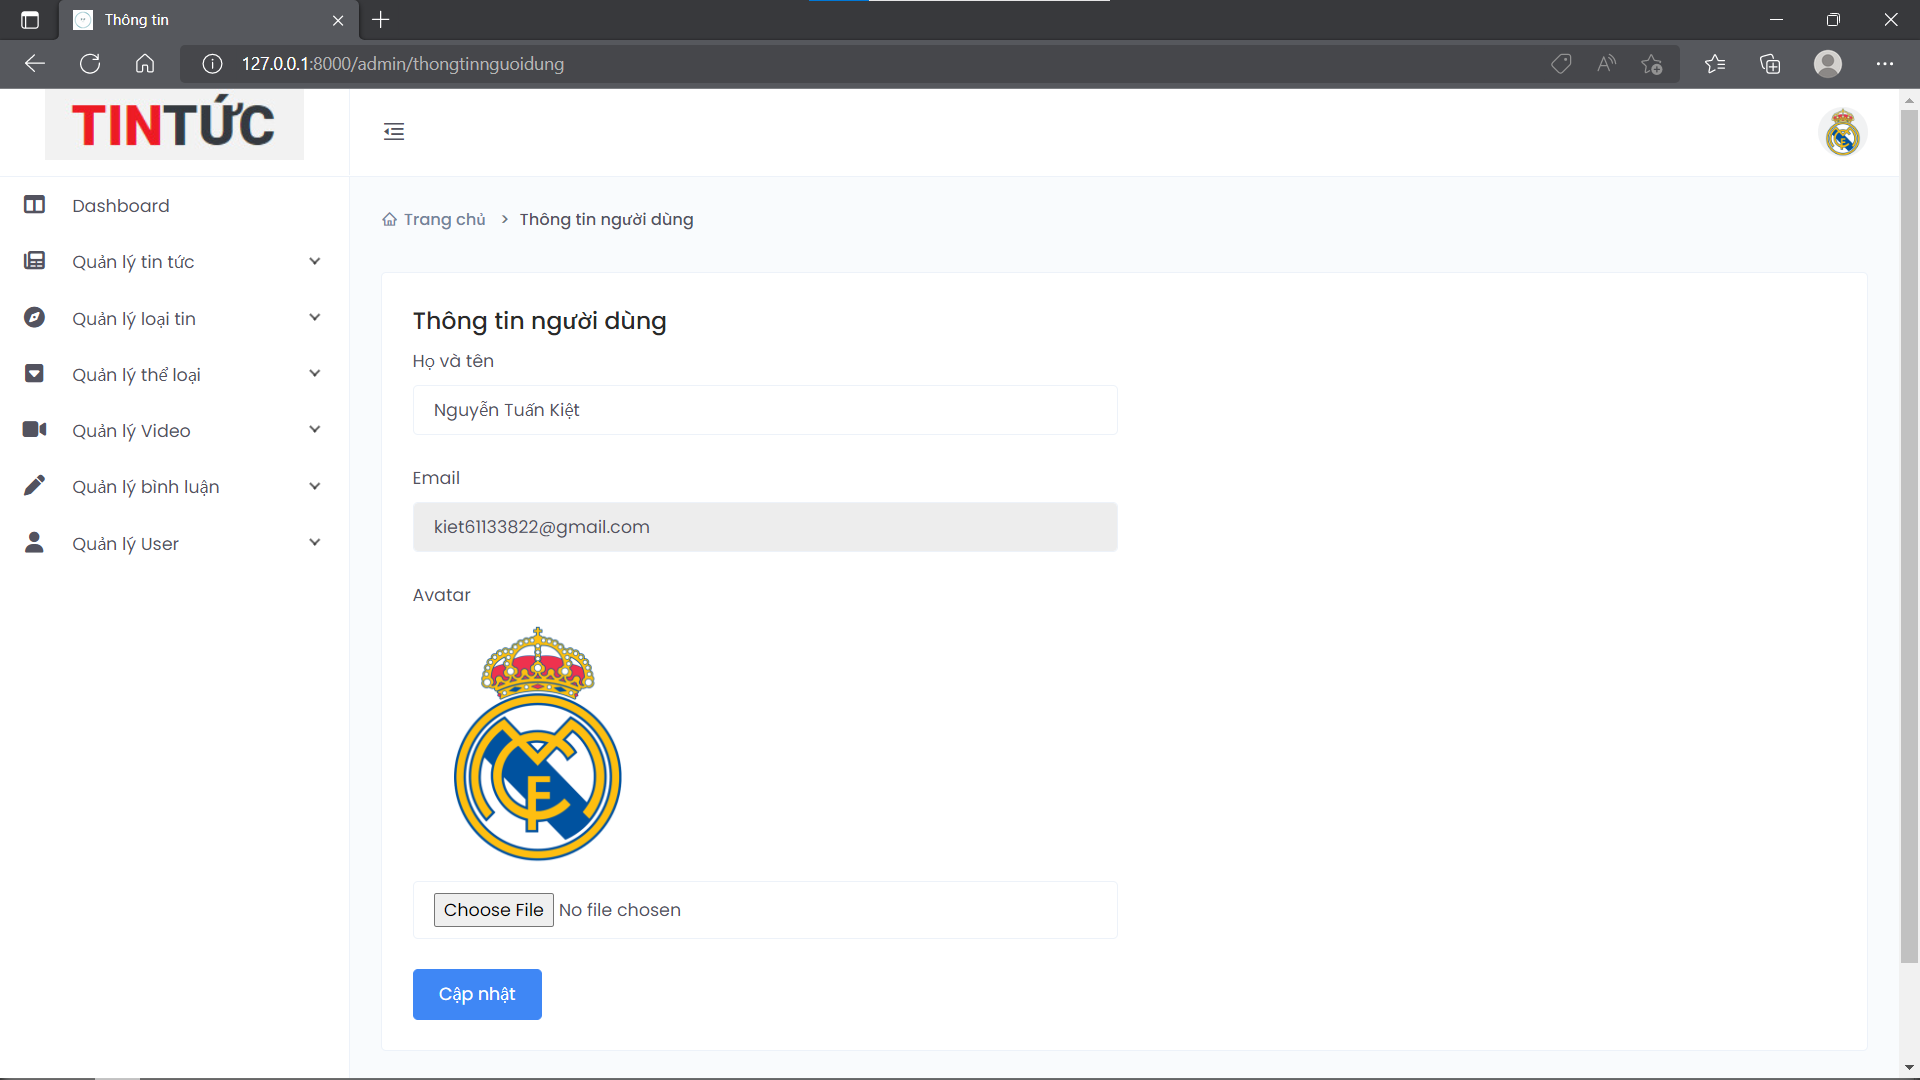 Thông tin
127.0.0.1:8000/admin/thongtinnguoidung
TINTỨC
Dashboard
Quản lý tin tức
Quản lý loại tin
Quản lý thể loại
Quản lý Video
Quản lý bình luận
Quản lý User
Trang chủ > Thông tin người dùng
Thông tin người dùng
Họ và tên
Nguyễn Tuấn Kiệt
Email
kiet61133822@gmail.com
Avatar
Choose File No file chosen
Cập nhật